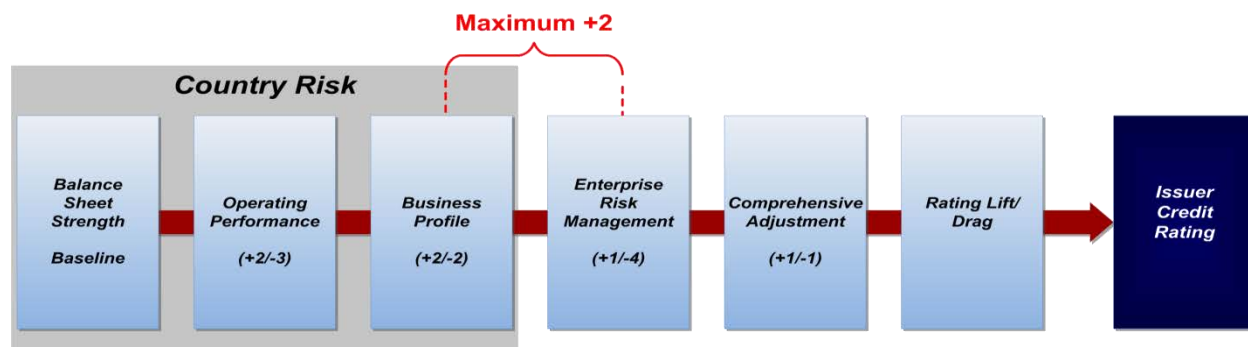 Maximum +2
Country Risk
Balance
Sheet
Strength
Baseline
Operating
Performance
(+2/-3)
Business
Profile
(+2/-2)
Enterprise
Risk
Management
(+1/-4)
Comprehensive
Adjustment
(+1/-1)
Rating Lift/
Drag
Issuer
Credit
Rating